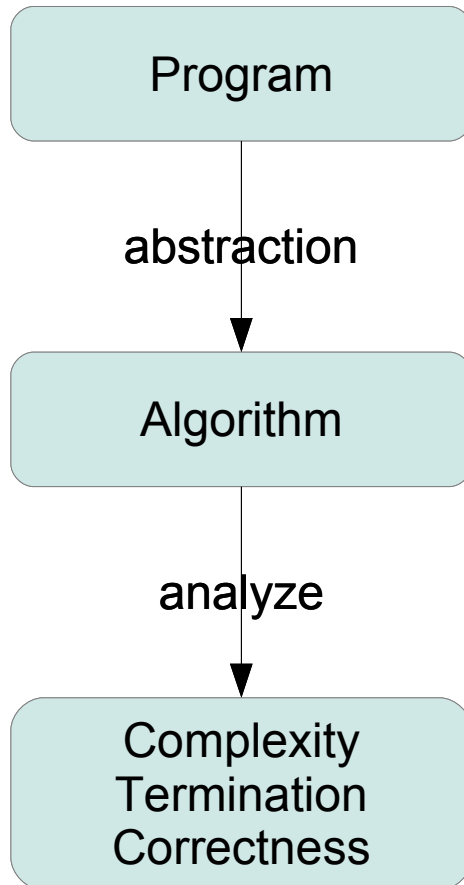 Program
abstraction
Algorithm
analyze
Complexity
Termination
Correctness